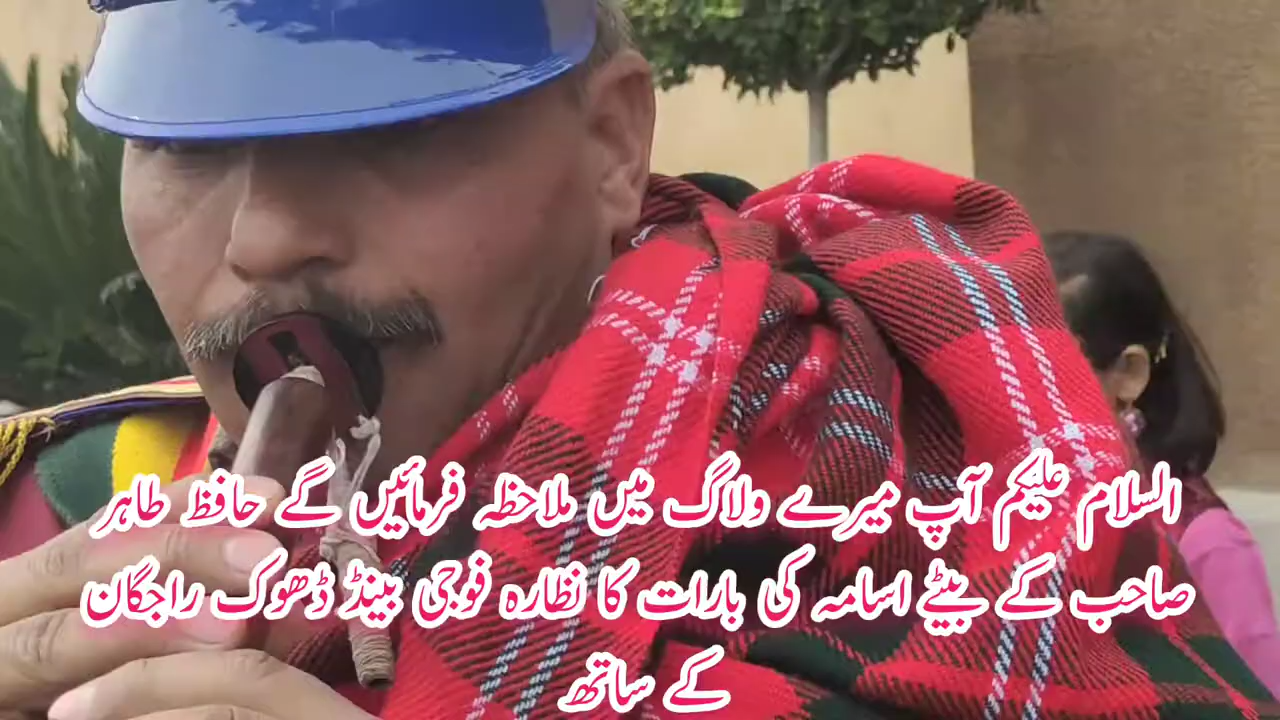 السلام علیکم آپ میرے ولاگ میں ملاحظہ فرمائیں گے حافظ طاہر
صاحب کے بیٹے اسامہ کی بارات کا نظارہ فوجی بینڈ ڈھوک راجگان
کے ساتھ